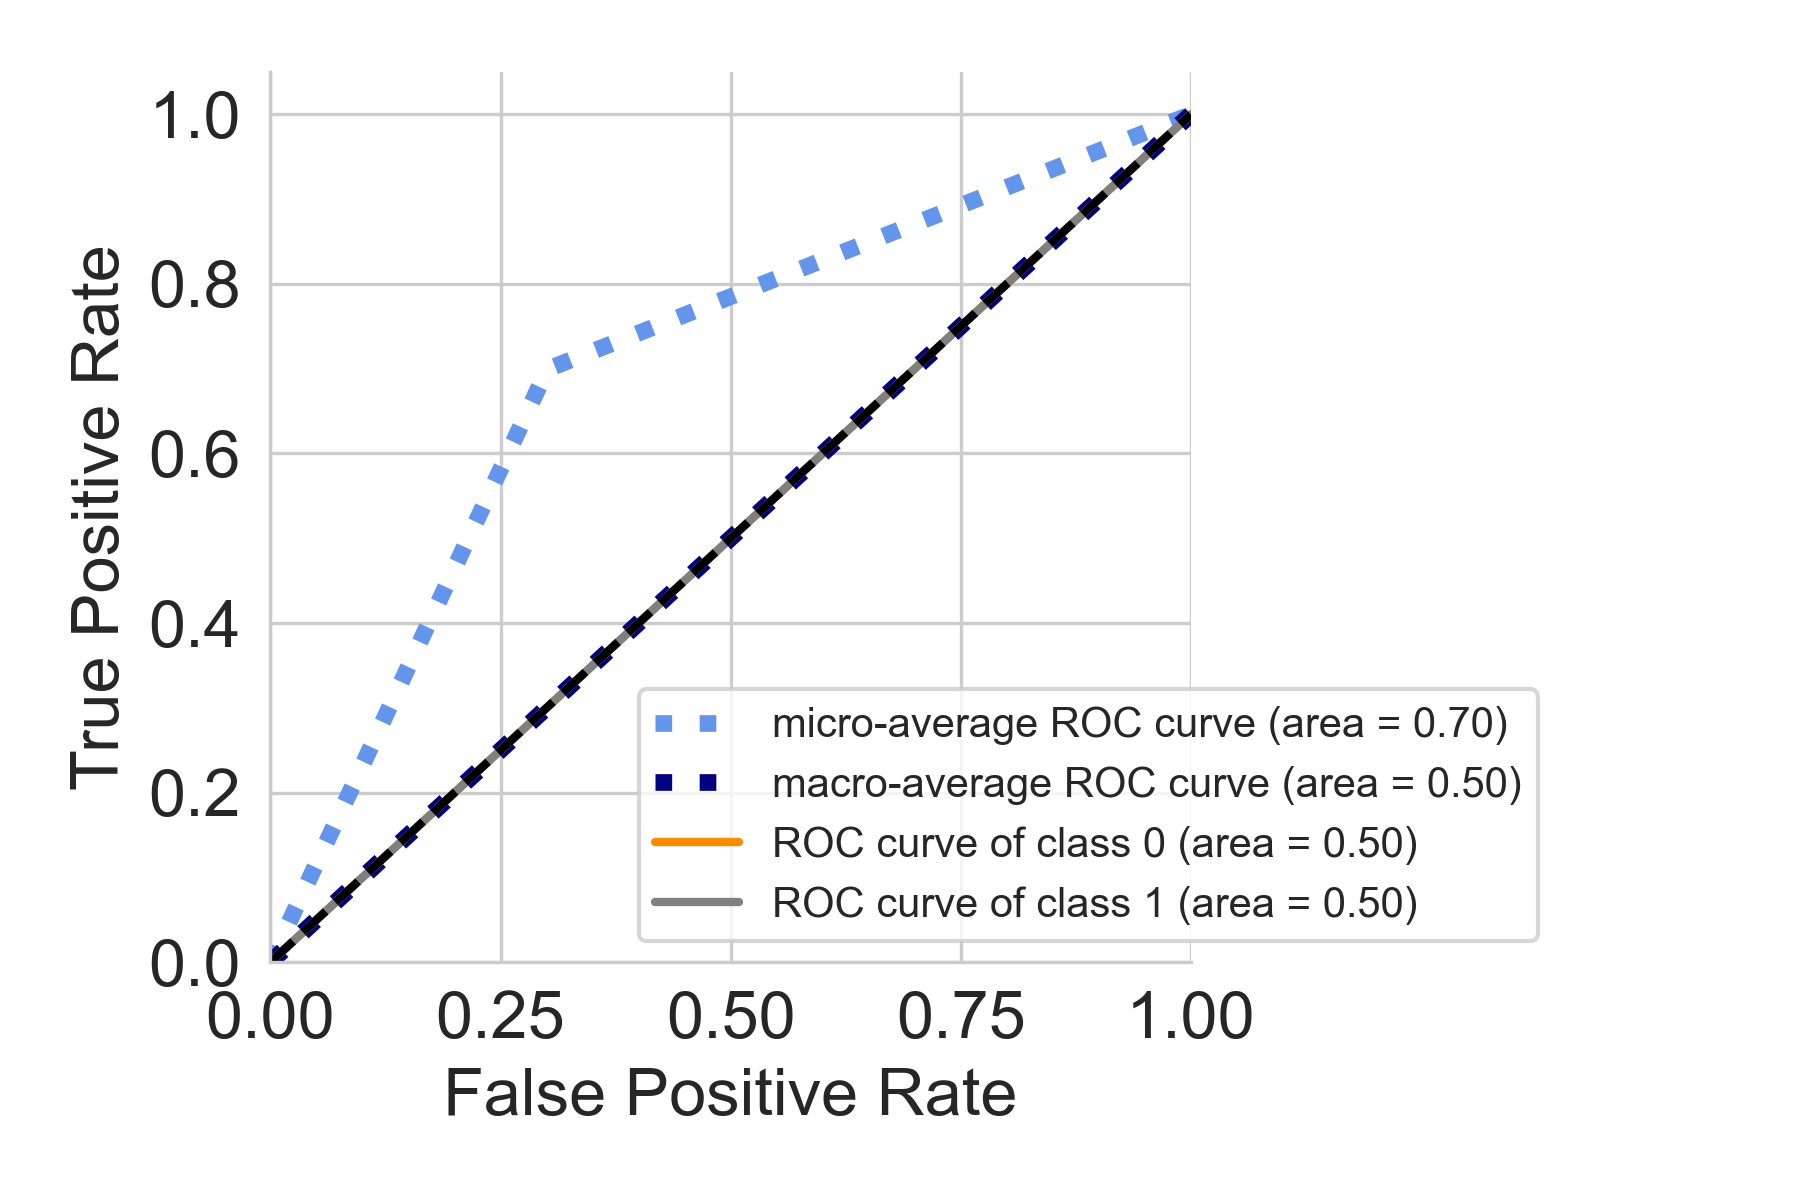 True Positive Rate
1.0
0.8
0.6
0.4
0.2
0.0
micro-average ROC curve (area = 0.70)
macro-average ROC curve (area = 0.50)
ROC curve of class 0 (area = 0.50)
ROC curve of class 1 (area = 0.50)
0.00 0.25 0.50 0.75 1.00
False Positive Rate